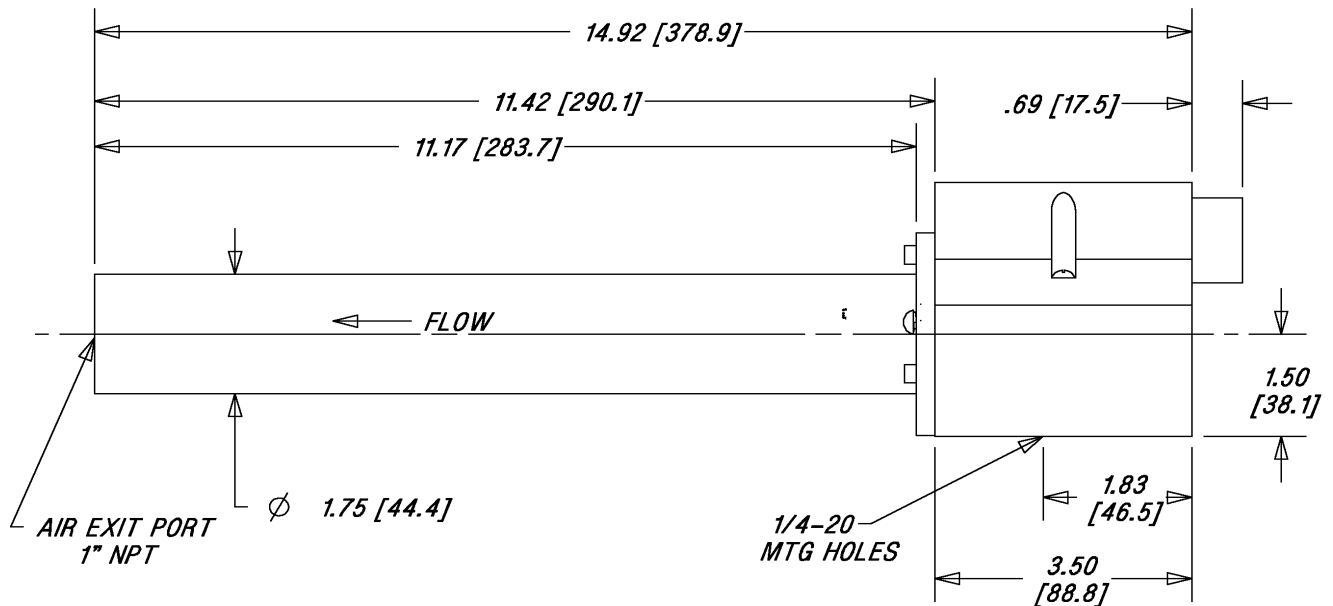 14.92 [378.9]
11.42 [290.1]
.69 [17.5]
11.17 [283.7]
FLOW
1.50
[38.1]
Ø 1.75 [44.4]
AIR EXIT PORT
1" NPT
1/4-20
MTG HOLES
1.83
[46.5]
3.50
[88.8]